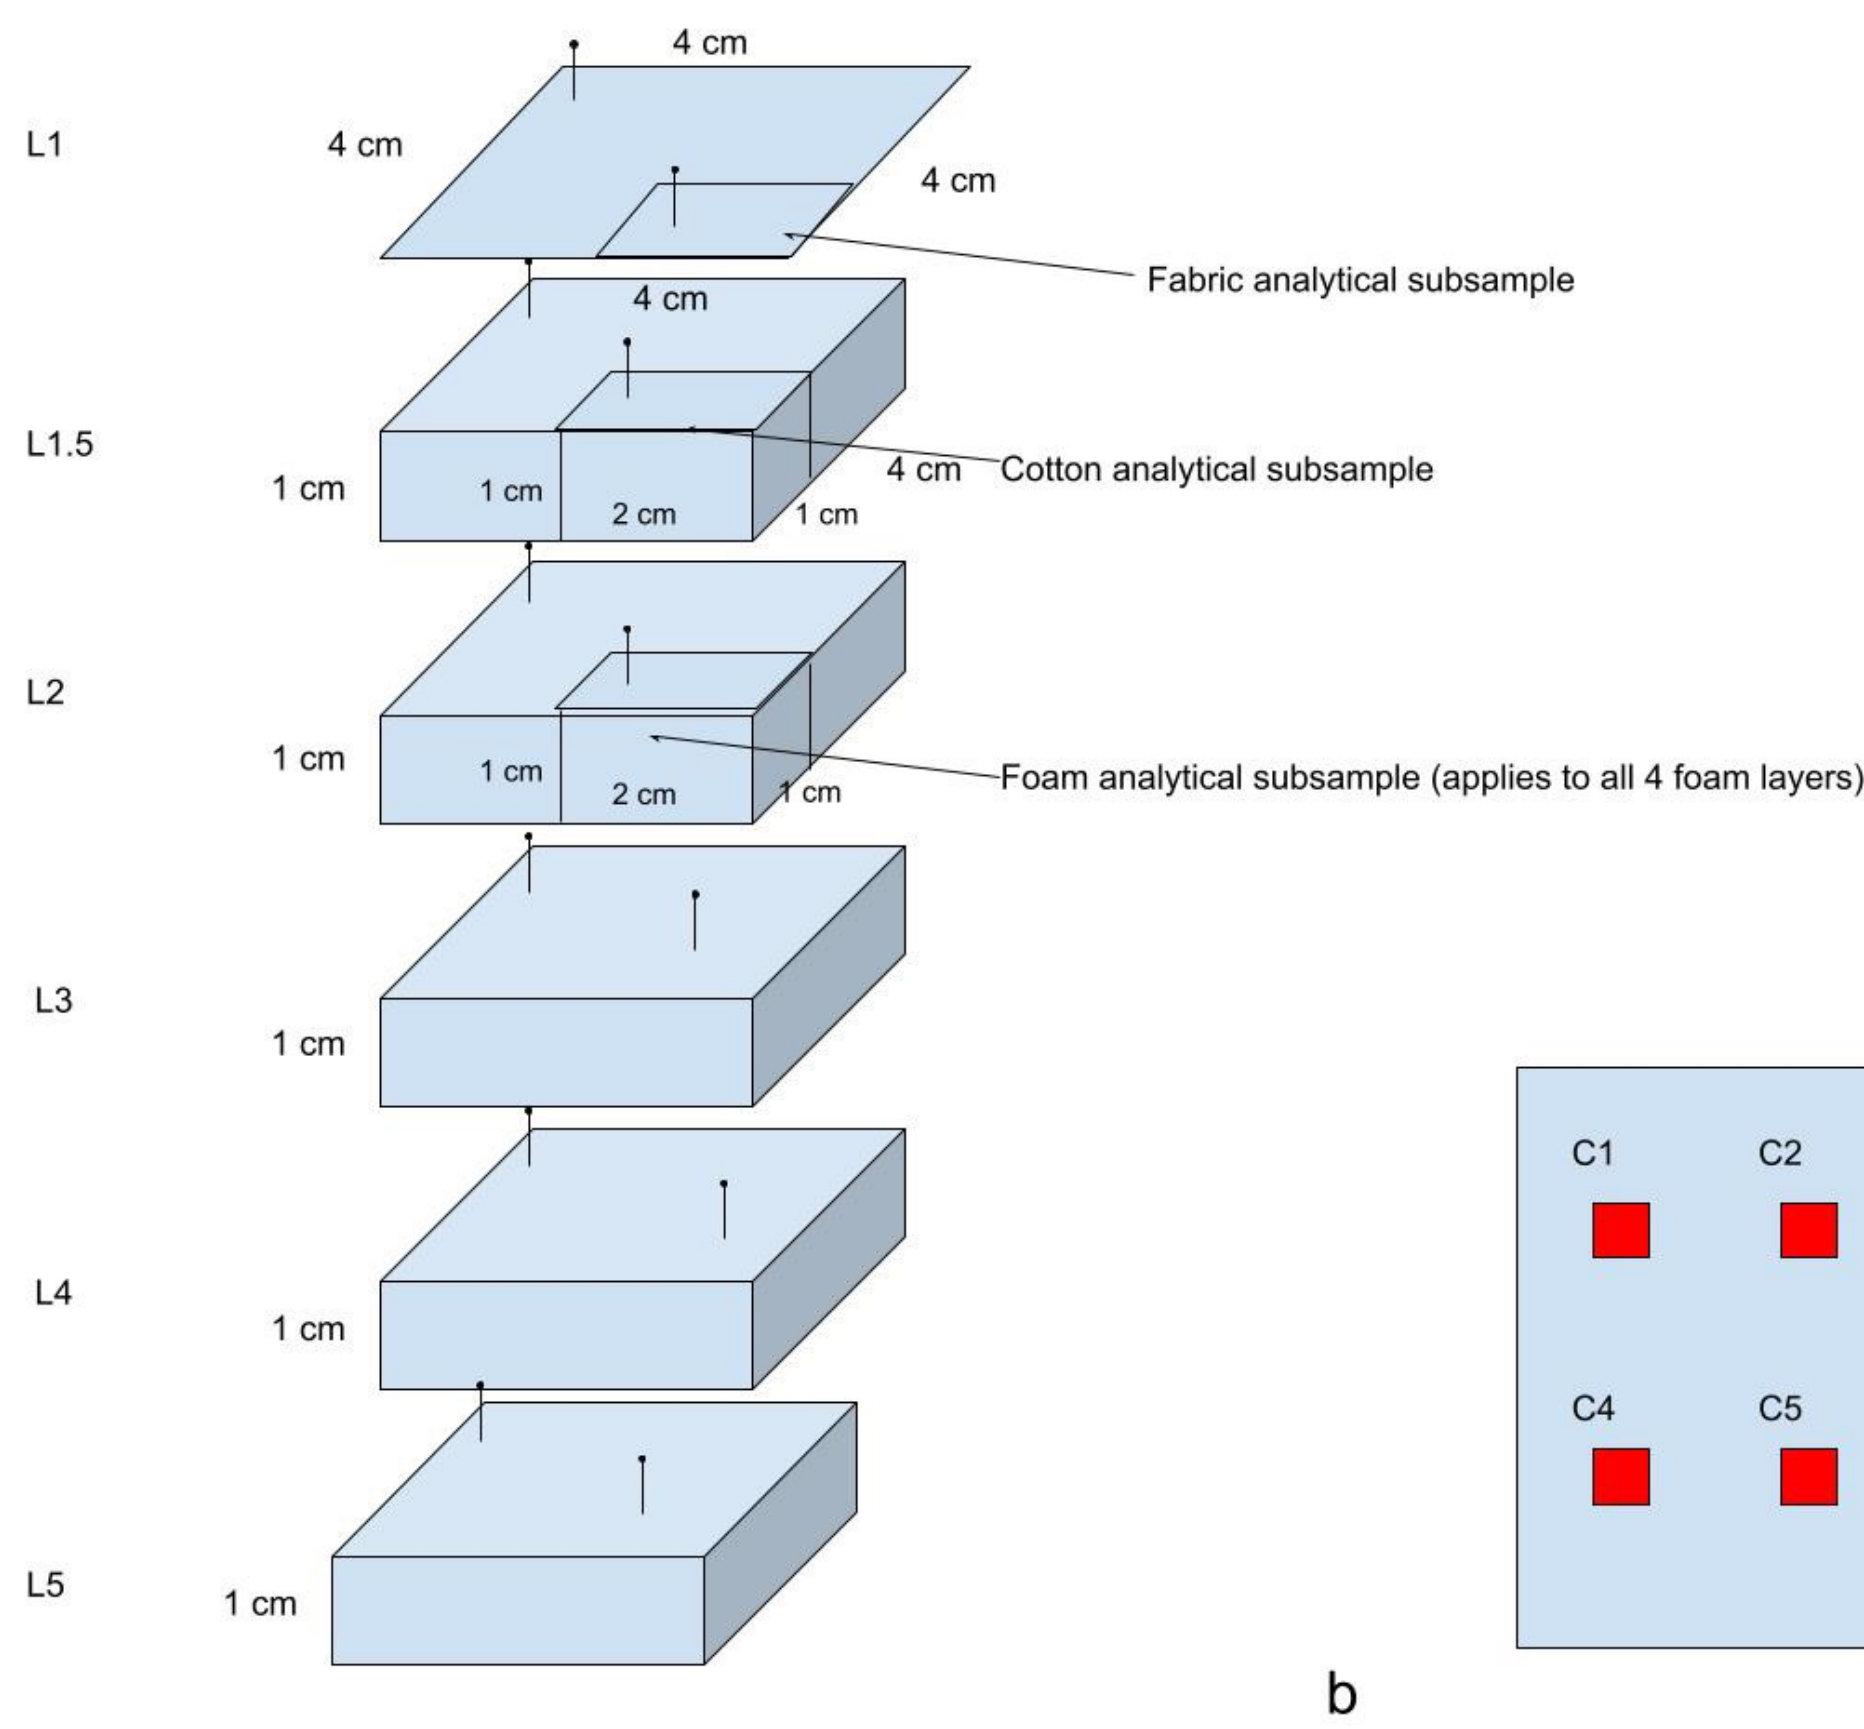 4 cm
L1
4 cm
4 cm
Fabric analytical subsample
4 cm
L1.5
1 cm
1 cm
2 cm
4 cm
1 cm
Cotton analytical subsample
L2
1 cm
1 cm
2 cm
1 cm
Foam analytical subsample (applies to all 4 foam layers)
L3
1 cm
L4
1 cm
L5
1 cm
C1
C2
C4
C5
b